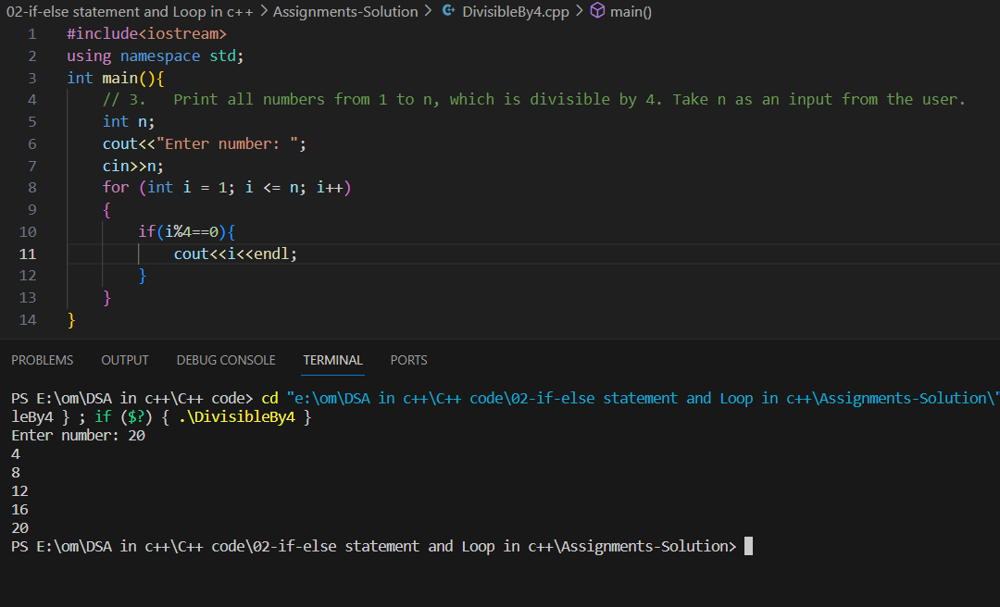 02-if-else statement and Loop in c++ > Assignments-Solution > DivisibleBy4.cpp > main()
1 #include<iostream>
2 using namespace std;
3 int main(){
4 // 3. Print all numbers from 1 to n, which is divisible by 4. Take n as an input from the user.
5 int n;
6 cout<<"Enter number: ";
7 cin>>n;
8 for (int i = 1; i <= n; i++)
9 {
10 if(i%4==0){
11 cout<<i<<endl;
12 }
13 }
14 }
PROBLEMS OUTPUT DEBUG CONSOLE TERMINAL PORTS
PS E:\om\DSA in c++\C++ code> cd "e:\om\DSA in c++\C++ code\02-if-else statement and Loop in c++\Assignments-Solution\"
leBy4 } ; if ($?) { .\DivisibleBy4 }
Enter number: 20
4
8
12
16
20
PS E:\om\DSA in c++\C++ code\02-if-else statement and Loop in c++\Assignments-Solution>